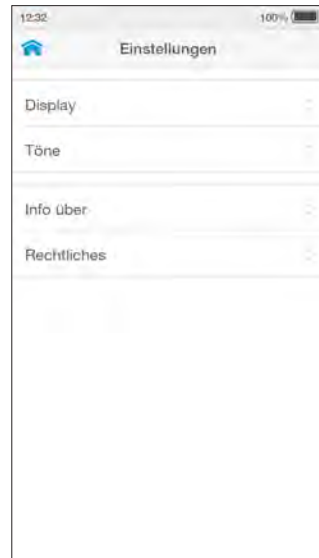 12:32 100%
Einstellungen
Display
Töne
Info über
Rechtliches